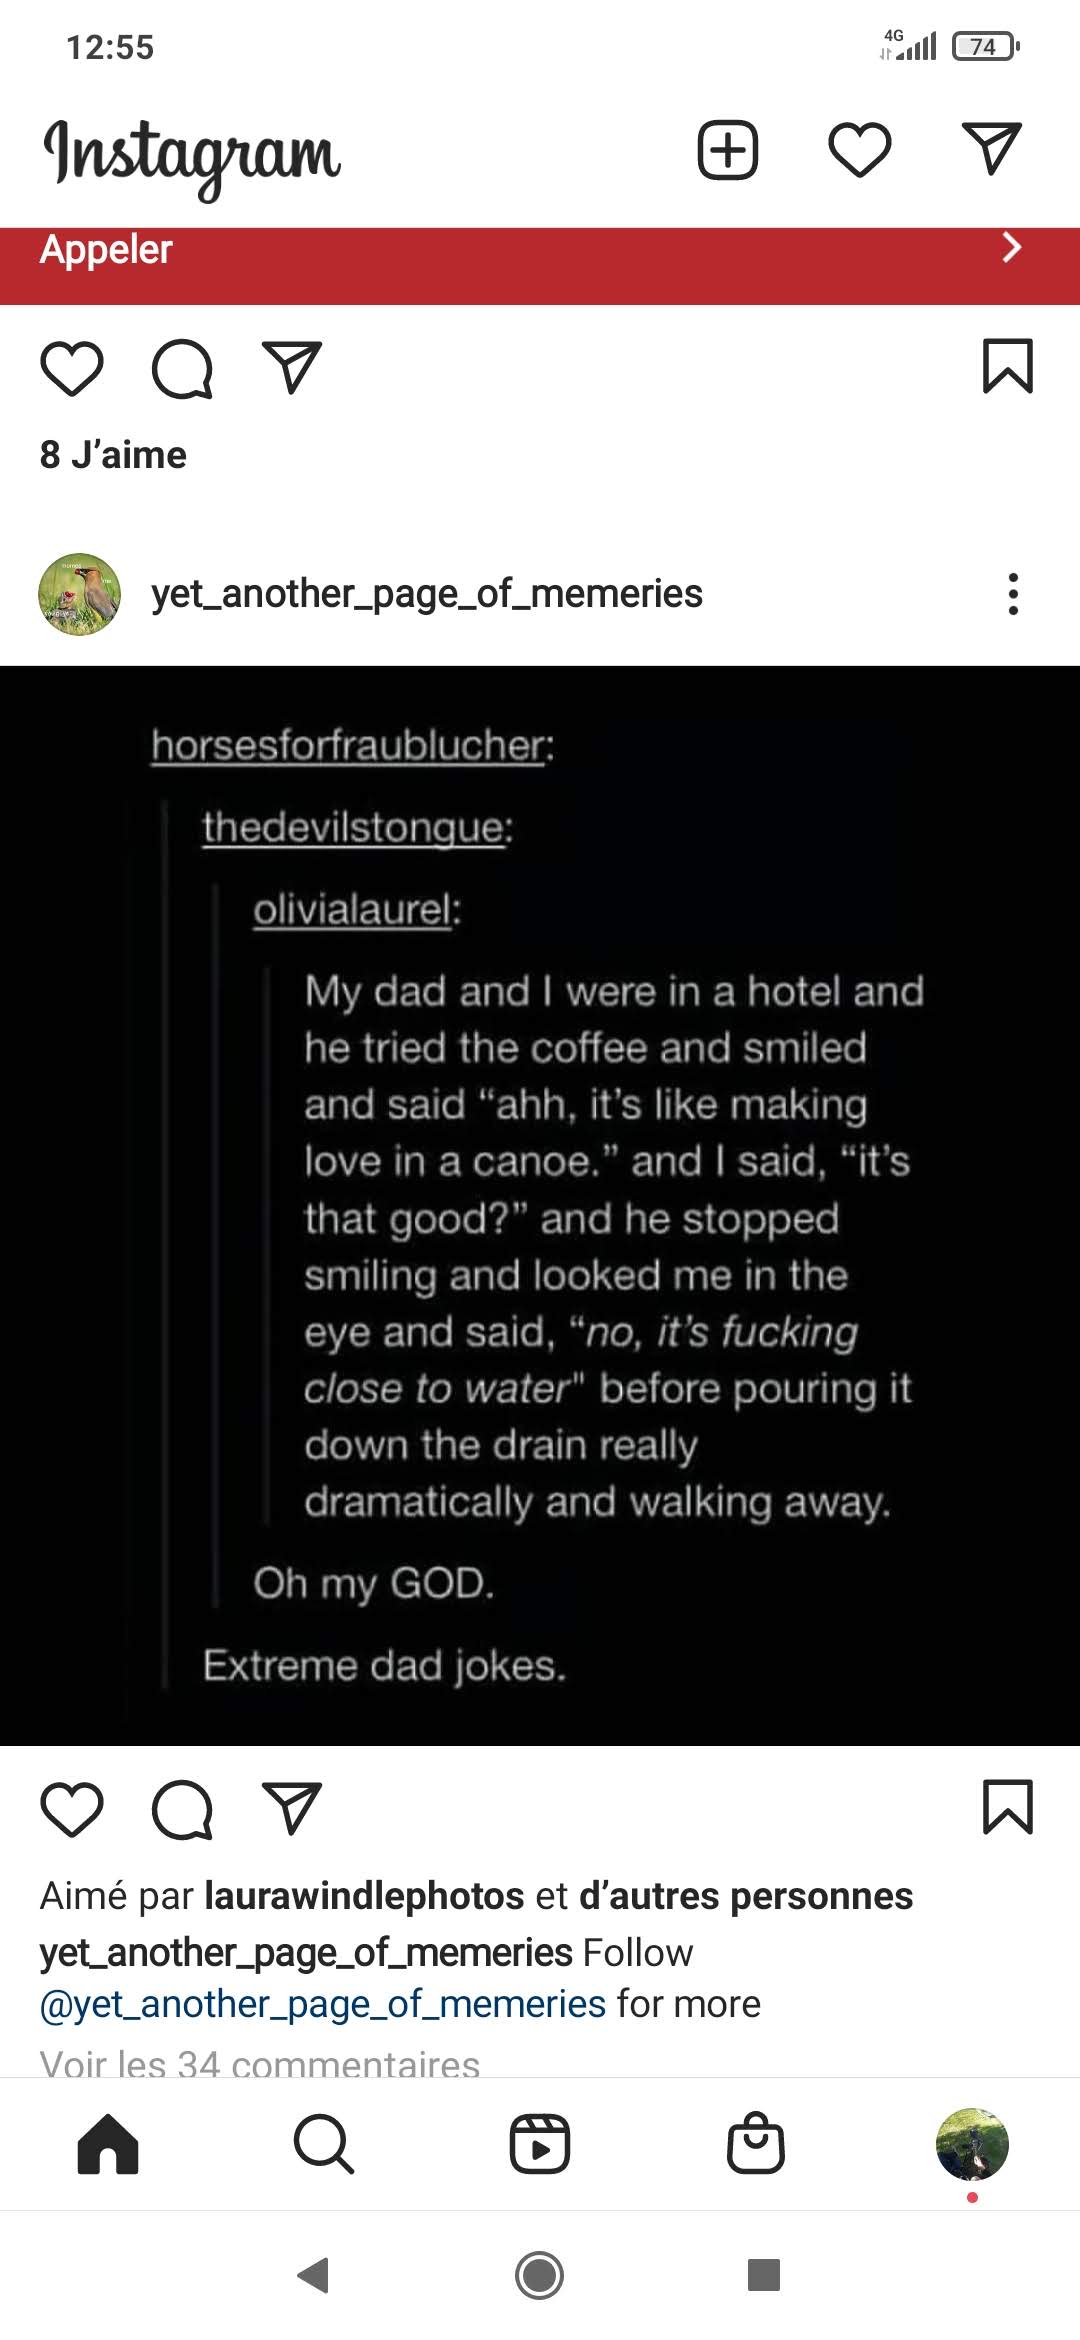 12:55
4G
74
Instagram
Appeler
8 J’aime
yet_another_page_of_memeries
horsesforfraublucher:
thedevilstongue:
olivialaurel:
My dad and I were in a hotel and
he tried the coffee and smiled
and said “ahh, it’s like making
love in a canoe.” and I said, “it’s
that good?” and he stopped
smiling and looked me in the
eye and said, “no, it’s fucking
close to water" before pouring it
down the drain really
dramatically and walking away.
Oh my GOD.
Extreme dad jokes.
Aimé par laurawindlephotos et d’autres personnes
yet_another_page_of_memeries Follow
@yet_another_page_of_memeries for more
Voir les 34 commentaires